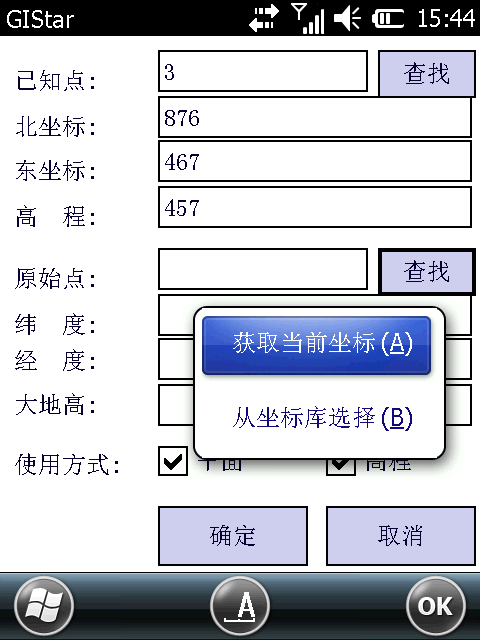 GIStar 15:44
已知点: 3 查找
北坐标: 876
东坐标: 467
高 程: 457
原始点: 查找
纬 度:
获取当前坐标(A)
经 度:
大地高:
从坐标库选择(B)
使用方式: 平面 高程
确定 取消
A OK